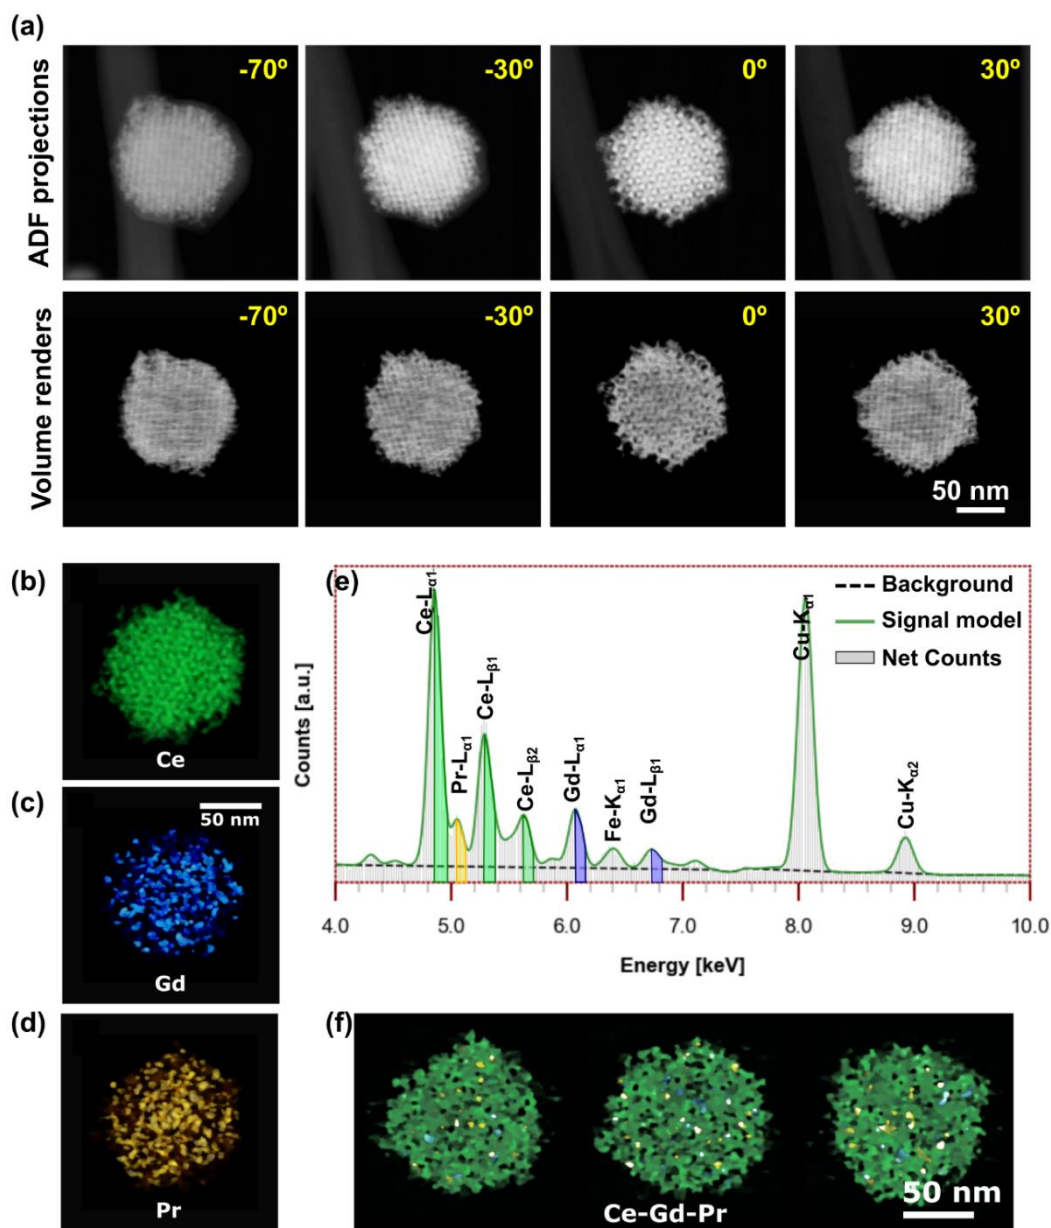 (a)
ADF projections
-70º
-30º
0º
30º
Volume renders
-70º
-30º
0º
30º
50 nm
(b)
Ce
(c)
50 nm
Gd
(d)
Pr
(e)
Counts [a.u.]
Ce-Lα1
Pr-Lα1
Ce-Lβ1
Ce-Lβ2
Gd-Lα1
Fe-Kα1
Gd-Lβ1
Cu-Kα1
Cu-Kα2
Background
Signal model
Net Counts
4.0 5.0 6.0 7.0 8.0 9.0 10.0
Energy [keV]
(f)
Ce-Gd-Pr
50 nm